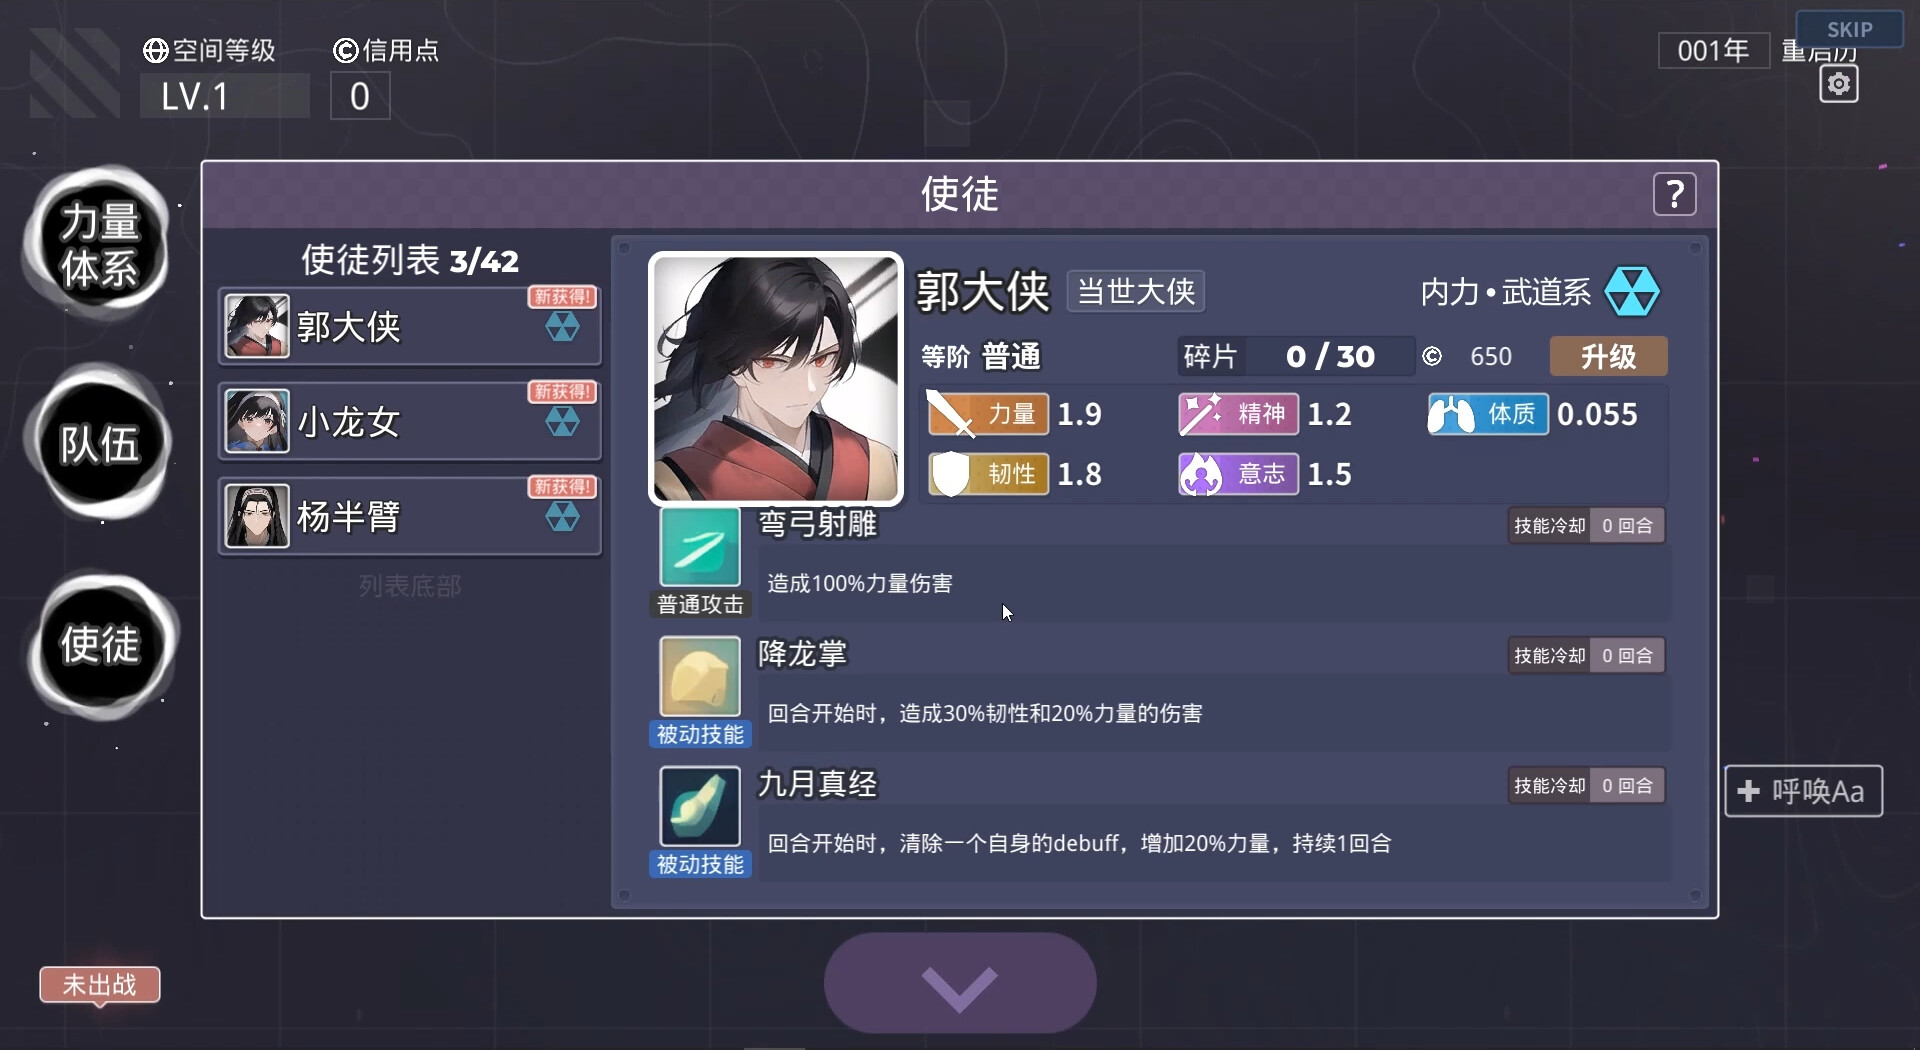 空间等级
信用点
LV.1
0
001年
重启历
SKIP
力量
体系
队伍
使徒
使徒
?
使徒列表 3/42
郭大侠
新获得!
小龙女
新获得!
杨半臂
新获得!
列表底部
郭大侠
当世大侠
内力•武道系
等阶 普通
碎片 0 / 30
650
升级
力量 1.9
精神 1.2
体质 0.055
韧性 1.8
意志 1.5
弯弓射雕
技能冷却 0 回合
造成100%力量伤害
普通攻击
降龙掌
技能冷却 0 回合
回合开始时，造成30%韧性和20%力量的伤害
被动技能
九月真经
技能冷却 0 回合
回合开始时，清除一个自身的debuff，增加20%力量，持续1回合
被动技能
呼唤Aa
未出战